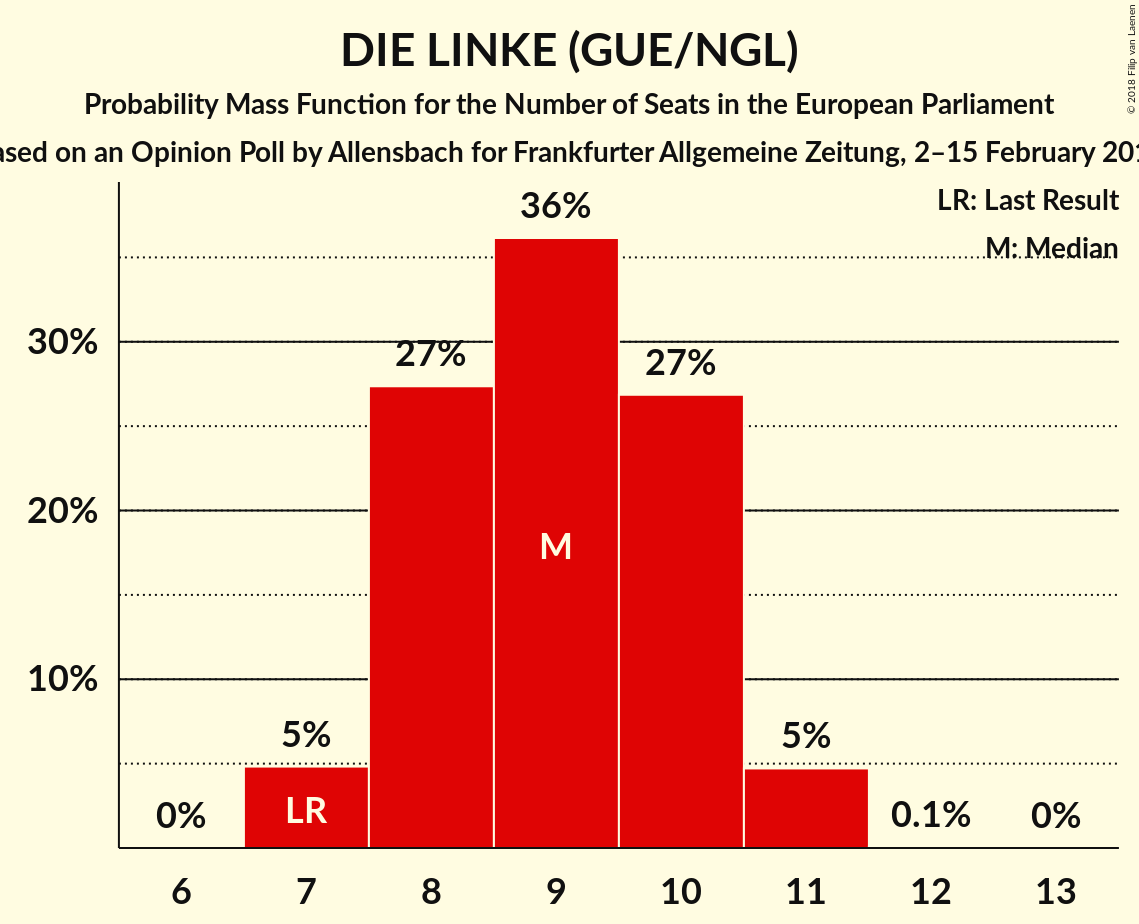 DIE LINKE (GUE/NGL)
Probability Mass Function for the Number of Seats in the European Parliament
ased on an Opinion Poll by Allensbach for Frankfurter Allgemeine Zeitung, 2–15 February 201
© 2018 Filip van Laenen
LR: Last Result
M: Median
36%
30%
27%
27%
20%
M
10%
5%
5%
0%
LR
0.1%
0%
6 7 8 9 10 11 12 13